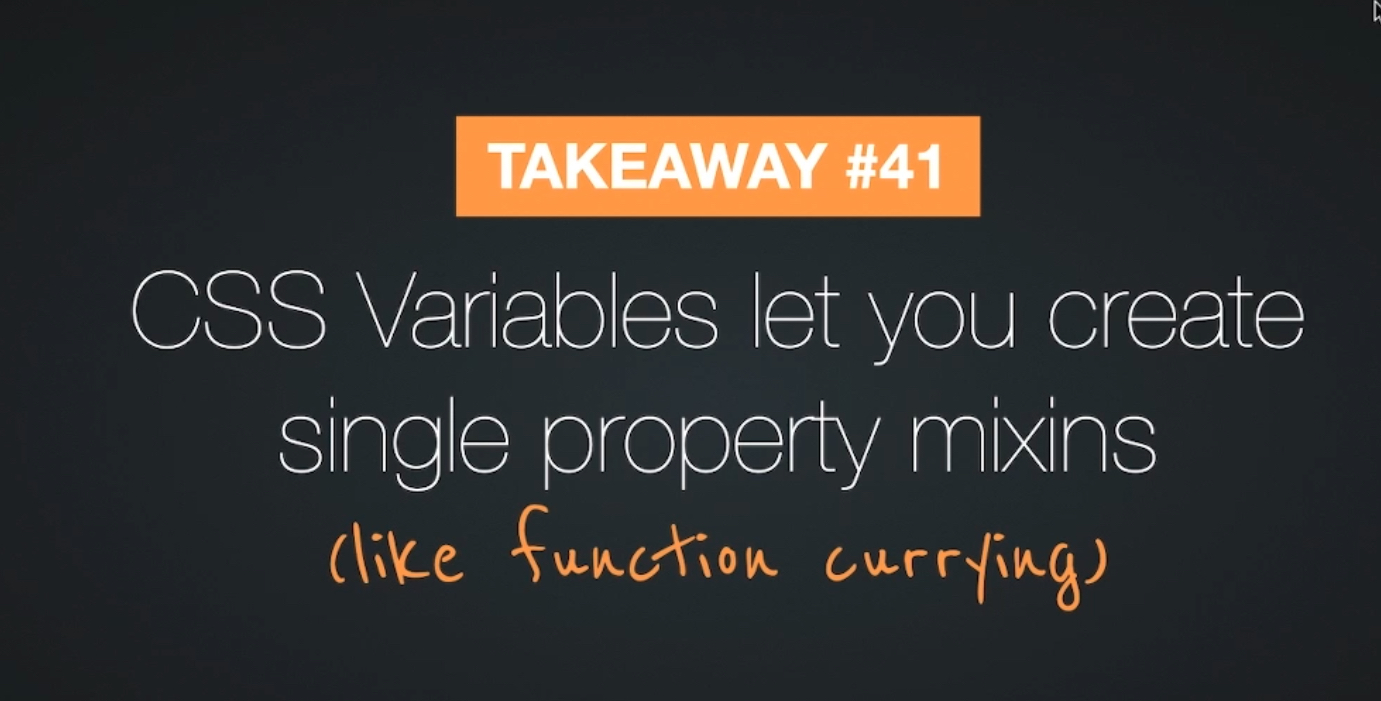 TAKEAWAY #41
CSS Variables let you create
single property mixins
(like function currying)